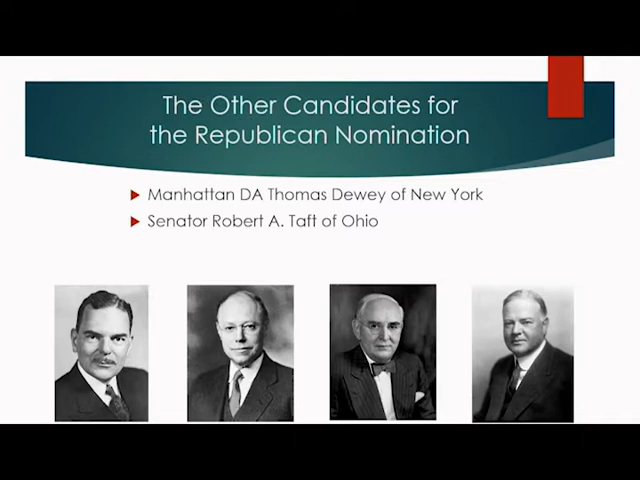 The Other Candidates for
the Republican Nomination
Manhattan DA Thomas Dewey of New York
Senator Robert A. Taft of Ohio